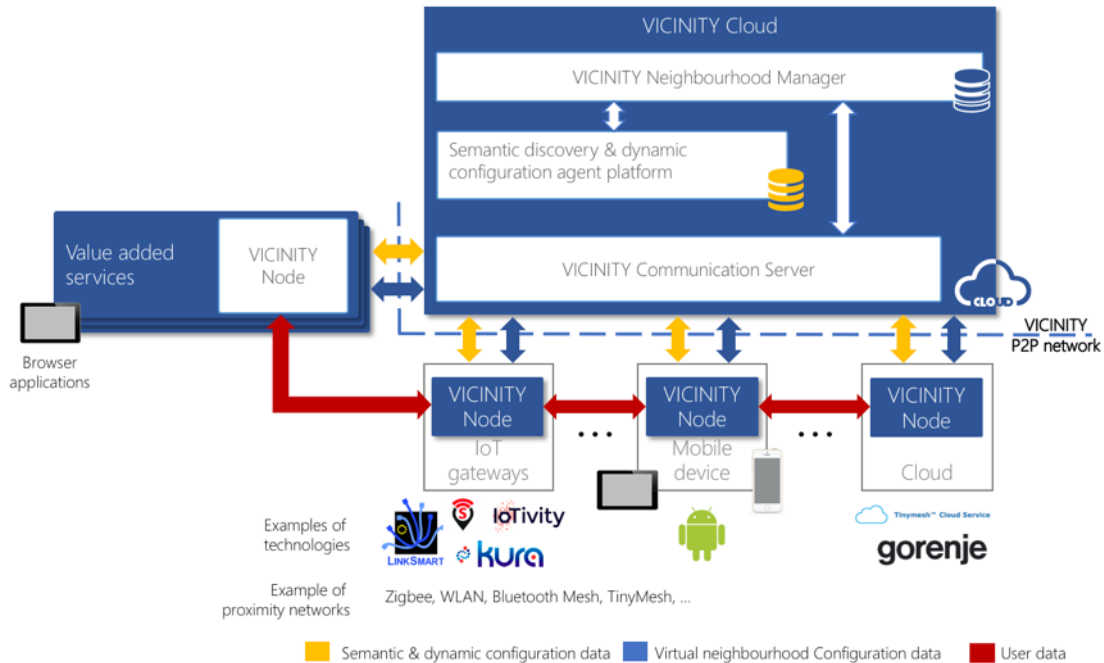 VICINITY Cloud
VICINITY Neighbourhood Manager
Semantic discovery & dynamic
configuration agent platform
VICINITY Communication Server
CLOUD
Value added
services
VICINITY
Node
Browser
applications
VICINITY
P2P network
VICINITY
Node
IoT
gateways
...
VICINITY
Node
Mobile
device
...
VICINITY
Node
Cloud
Examples of
technologies
LINKSMART
S
IoTivity
kura
Tinymesh™ Cloud Service
gorenje
Example of
proximity networks
Zigbee, WLAN, Bluetooth Mesh, TinyMesh, ...
Semantic & dynamic configuration data
Virtual neighbourhood Configuration data
User data